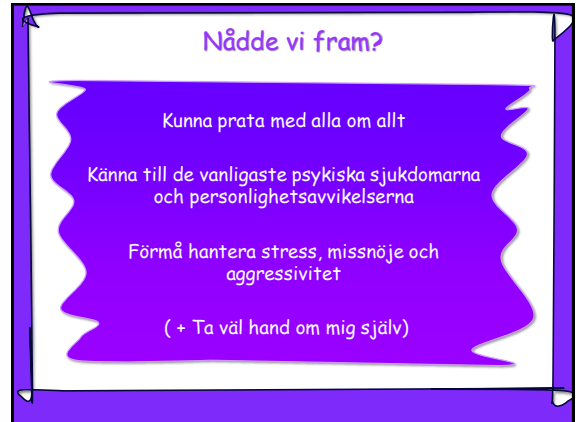 Nådde vi fram?
Kunna prata med alla om allt
Känna till de vanligaste psykiska sjukdomarna
och personlighetsavvikelserna
Förmå hantera stress, missnöje och
aggressivitet
( + Ta väl hand om mig själv)